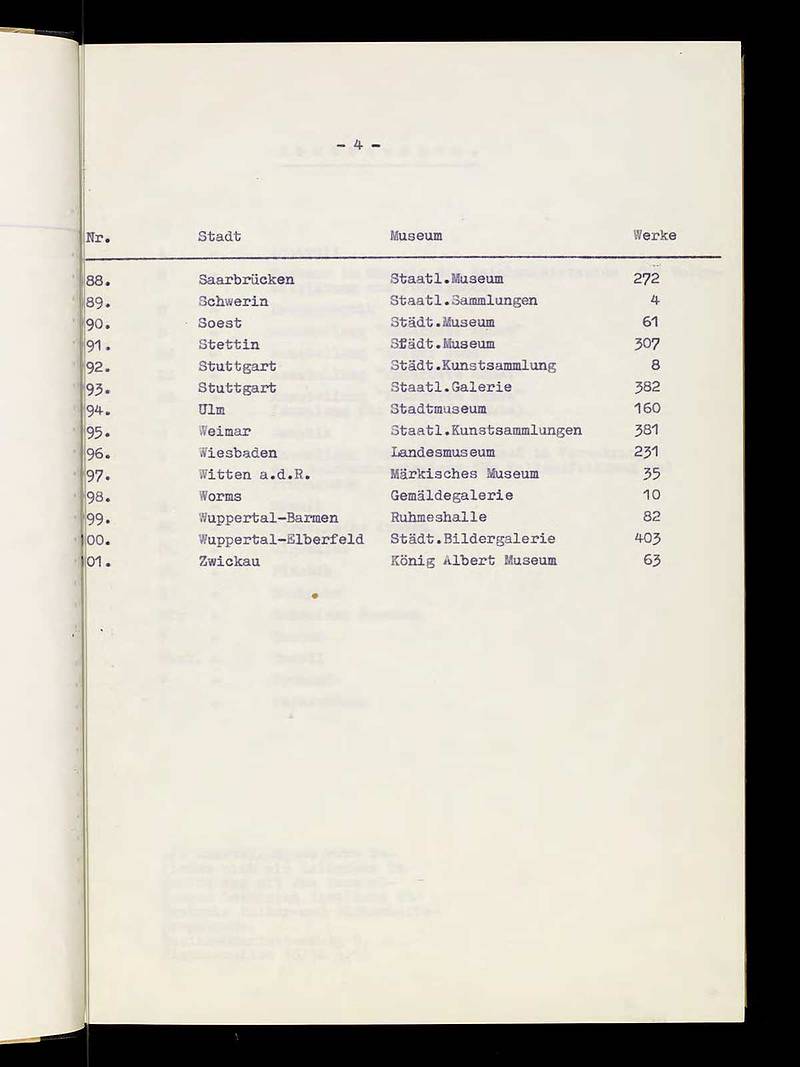 - 4 -
Nr. Stadt Museum Werke
88. Saarbrücken Staatl.Museum 272
89. Schwerin Staatl.Sammlungen 4
90. Soest Städt.Museum 61
91. Stettin Städt.Museum 307
92. Stuttgart Städt.Kunstsammlung 8
93. Stuttgart Staatl.Galerie 382
94. Ulm Stadtmuseum 160
95. Weimar Staatl.Kunstsammlungen 381
96. Wiesbaden Landesmuseum 231
97. Witten a.d.R. Märkisches Museum 35
98. Worms Gemäldegalerie 10
99. Wuppertal-Barmen Ruhmeshalle 82
100. Wuppertal-Elberfeld Städt.Bildergalerie 403
101. Zwickau König Albert Museum 63